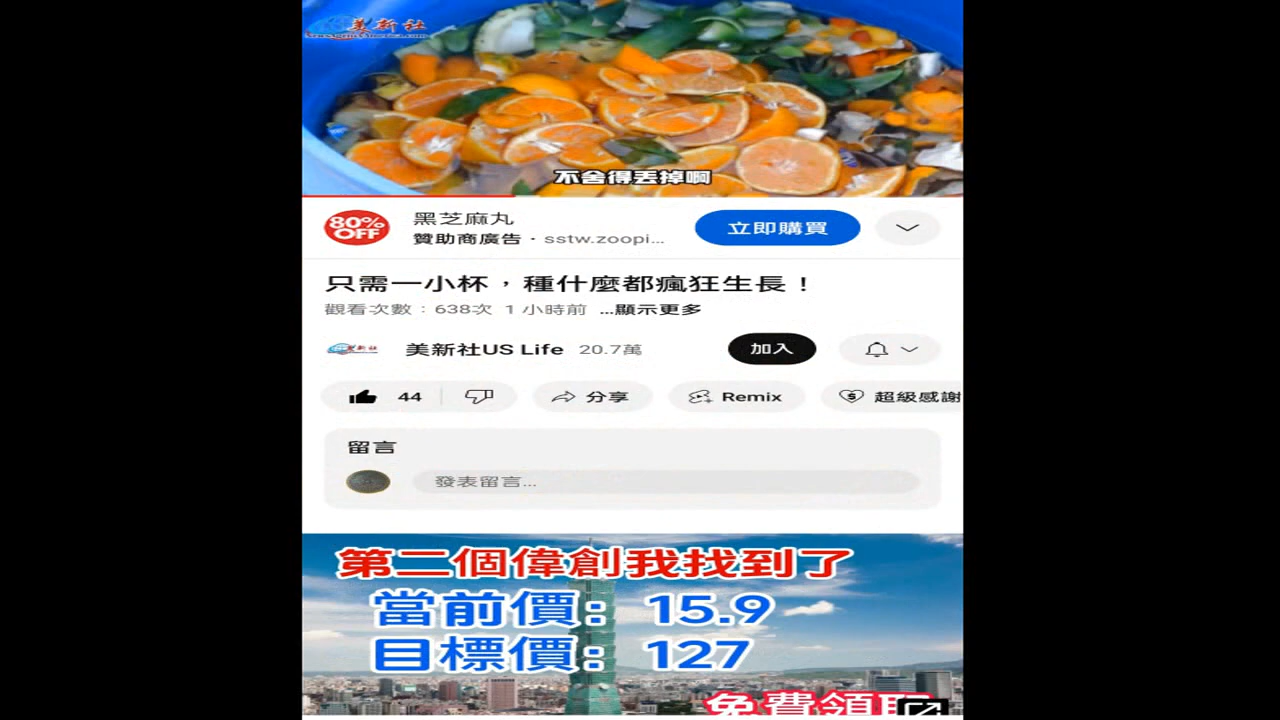 美新社
不舍得丟掉啊
80% OFF
黑芝麻丸
贊助商廣告・sstw.zoopi...
立即購買
只需一小杯，種什麼都瘋狂生長！
觀看次數：638次 1 小時前 ...顯示更多
美新社US Life 20.7萬
加入
44
分享
Remix
超級感謝
留言
發表留言...
第二個偉創我找到了
當前價：15.9
目標價：127
免費領取